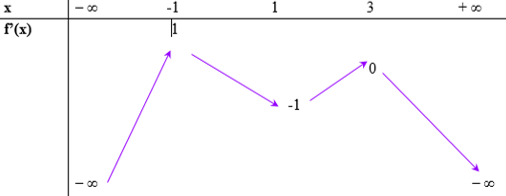 x − ∞ -1 1 3 + ∞
f’(x) 1
0
-1
− ∞ − ∞